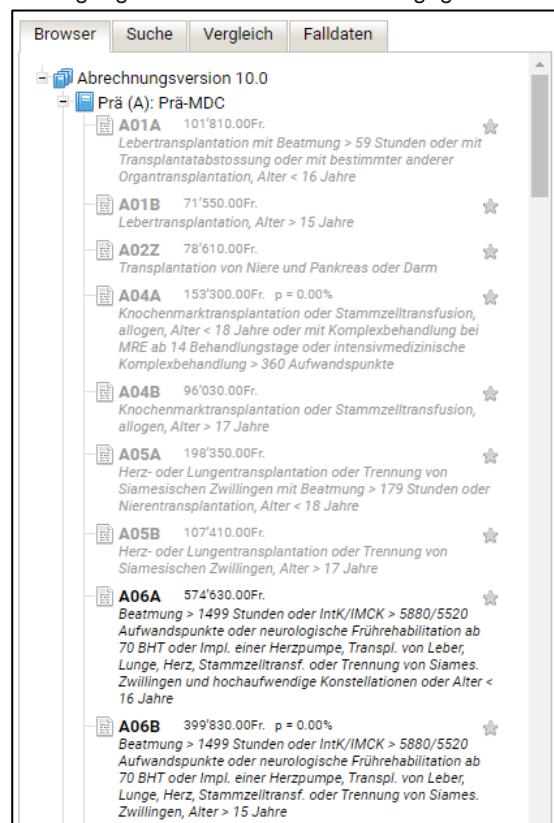 Browser Suche Vergleich Falldaten
Abrechnungsversion 10.0
Prä (A): Prä-MDC
A01A 101'810.00Fr.
Lebertransplantation mit Beatmung > 59 Stunden oder mit
Transplantatabstossung oder mit bestimmter anderer
Organtransplantation, Alter < 16 Jahre
A01B 71'550.00Fr.
Lebertransplantation, Alter > 15 Jahre
A02Z 78'610.00Fr.
Transplantation von Niere und Pankreas oder Darm
A04A 153'300.00Fr. p = 0.00%
Knochenmarktransplantation oder Stammzelltransfusion,
allogen, Alter < 18 Jahre oder mit Komplexbehandlung bei
MRE ab 14 Behandlungstage oder intensivmedizinische
Komplexbehandlung > 360 Aufwandspunkte
A04B 96'030.00Fr.
Knochenmarktransplantation oder Stammzelltransfusion,
allogen, Alter > 17 Jahre
A05A 198'350.00Fr.
Herz- oder Lungentransplantation oder Trennung von
Siamesischen Zwillingen mit Beatmung > 179 Stunden oder
Nierentransplantation, Alter < 18 Jahre
A05B 107'410.00Fr.
Herz- oder Lungentransplantation oder Trennung von
Siamesischen Zwillingen, Alter > 17 Jahre
A06A 574'630.00Fr.
Beatmung > 1499 Stunden oder IntK/IMCK > 5880/5520
Aufwandspunkte oder neurologische Frührehabilitation ab
70 BHT oder Impl. einer Herzpumpe, Transpl. von Leber,
Lunge, Herz, Stammzelltransf. oder Trennung von Siames.
Zwillingen und hochaufwendige Konstellationen oder Alter <
16 Jahre
A06B 399'830.00Fr. p = 0.00%
Beatmung > 1499 Stunden oder IntK/IMCK > 5880/5520
Aufwandspunkte oder neurologische Frührehabilitation ab
70 BHT oder Impl. einer Herzpumpe, Transpl. von Leber,
Lunge, Herz, Stammzelltransf. oder Trennung von Siames.
Zwillingen, Alter > 15 Jahre